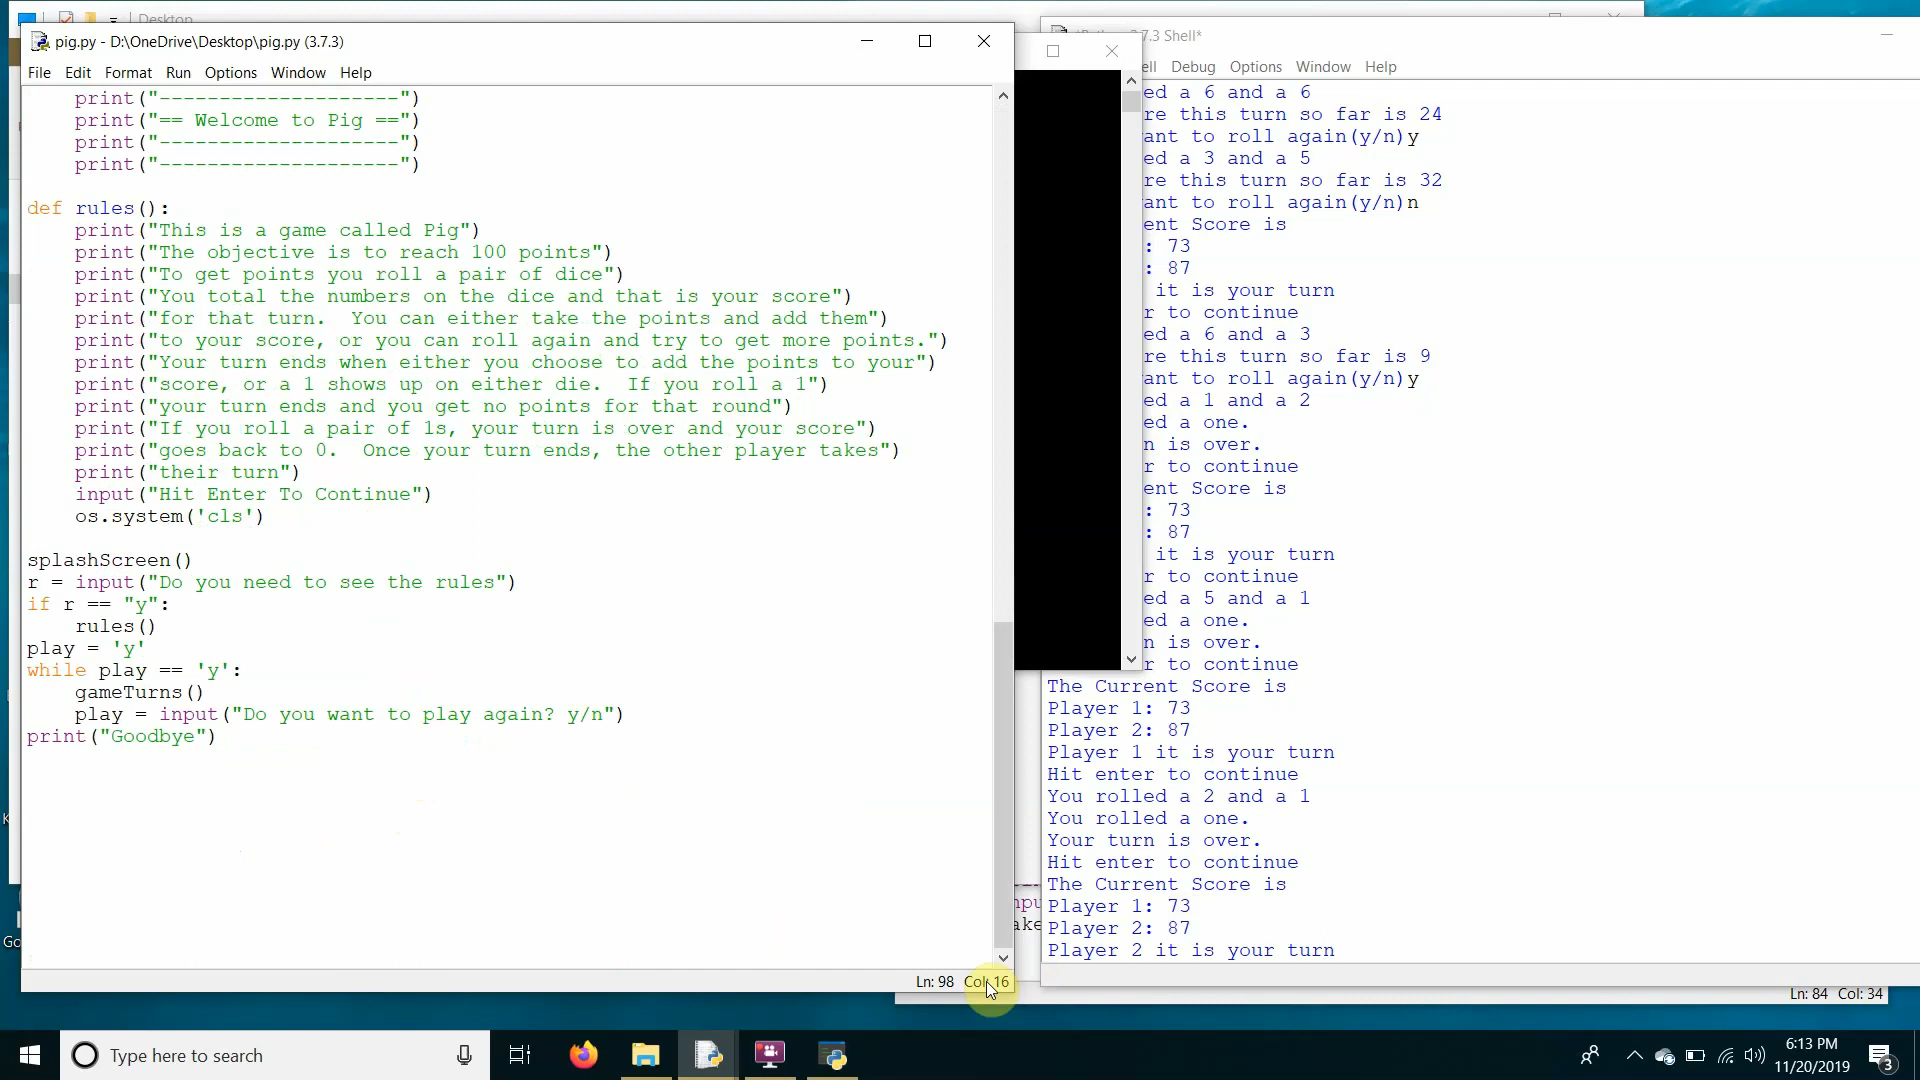 Desktop
pig.py - D:\OneDrive\Desktop\pig.py (3.7.3)
File Edit Format Run Options Window Help
    print("--------------------")
    print("== Welcome to Pig ==")
    print("--------------------")
    print("--------------------")
def rules():
    print("This is a game called Pig")
    print("The objective is to reach 100 points")
    print("To get points you roll a pair of dice")
    print("You total the numbers on the dice and that is your score")
    print("for that turn.  You can either take the points and add them")
    print("to your score, or you can roll again and try to get more points.")
    print("Your turn ends when either you choose to add the points to your")
    print("score, or a 1 shows up on either die.  If you roll a 1")
    print("your turn ends and you get no points for that round")
    print("If you roll a pair of 1s, your turn is over and your score")
    print("goes back to 0.  Once your turn ends, the other player takes")
    print("their turn")
    input("Hit Enter To Continue")
    os.system('cls')
splashScreen()
r = input("Do you need to see the rules")
if r == "y":
    rules()
play = 'y'
while play == 'y':
    gameTurns()
    play = input("Do you want to play again? y/n")
print("Goodbye")
Ln: 98 Col: 16
7.3 Shell*
ell Debug Options Window Help
ed a 6 and a 6
re this turn so far is 24
ant to roll again(y/n)y
ed a 3 and a 5
re this turn so far is 32
ant to roll again(y/n)n
ent Score is
: 73
: 87
it is your turn
r to continue
ed a 6 and a 3
re this turn so far is 9
ant to roll again(y/n)y
ed a 1 and a 2
ed a one.
n is over.
r to continue
ent Score is
: 73
: 87
it is your turn
r to continue
ed a 5 and a 1
ed a one.
n is over.
r to continue
The Current Score is
Player 1: 73
Player 2: 87
Player 1 it is your turn
Hit enter to continue
You rolled a 2 and a 1
You rolled a one.
Your turn is over.
Hit enter to continue
The Current Score is
Player 1: 73
Player 2: 87
Player 2 it is your turn
npu
ake
Ln: 84 Col: 34
Go
Type here to search
6:13 PM
11/20/2019
3